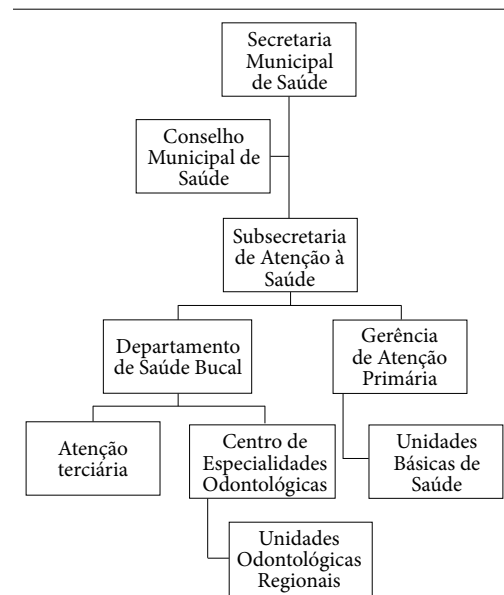 Secretaria
Municipal
de Saúde
Conselho
Municipal de
Saúde
Subsecretaria
de Atenção à
Saúde
Departamento
de Saúde Bucal
Gerência
de Atenção
Primária
Atenção
terciária
Centro de
Especialidades
Odontológicas
Unidades
Básicas de
Saúde
Unidades
Odontológicas
Regionais